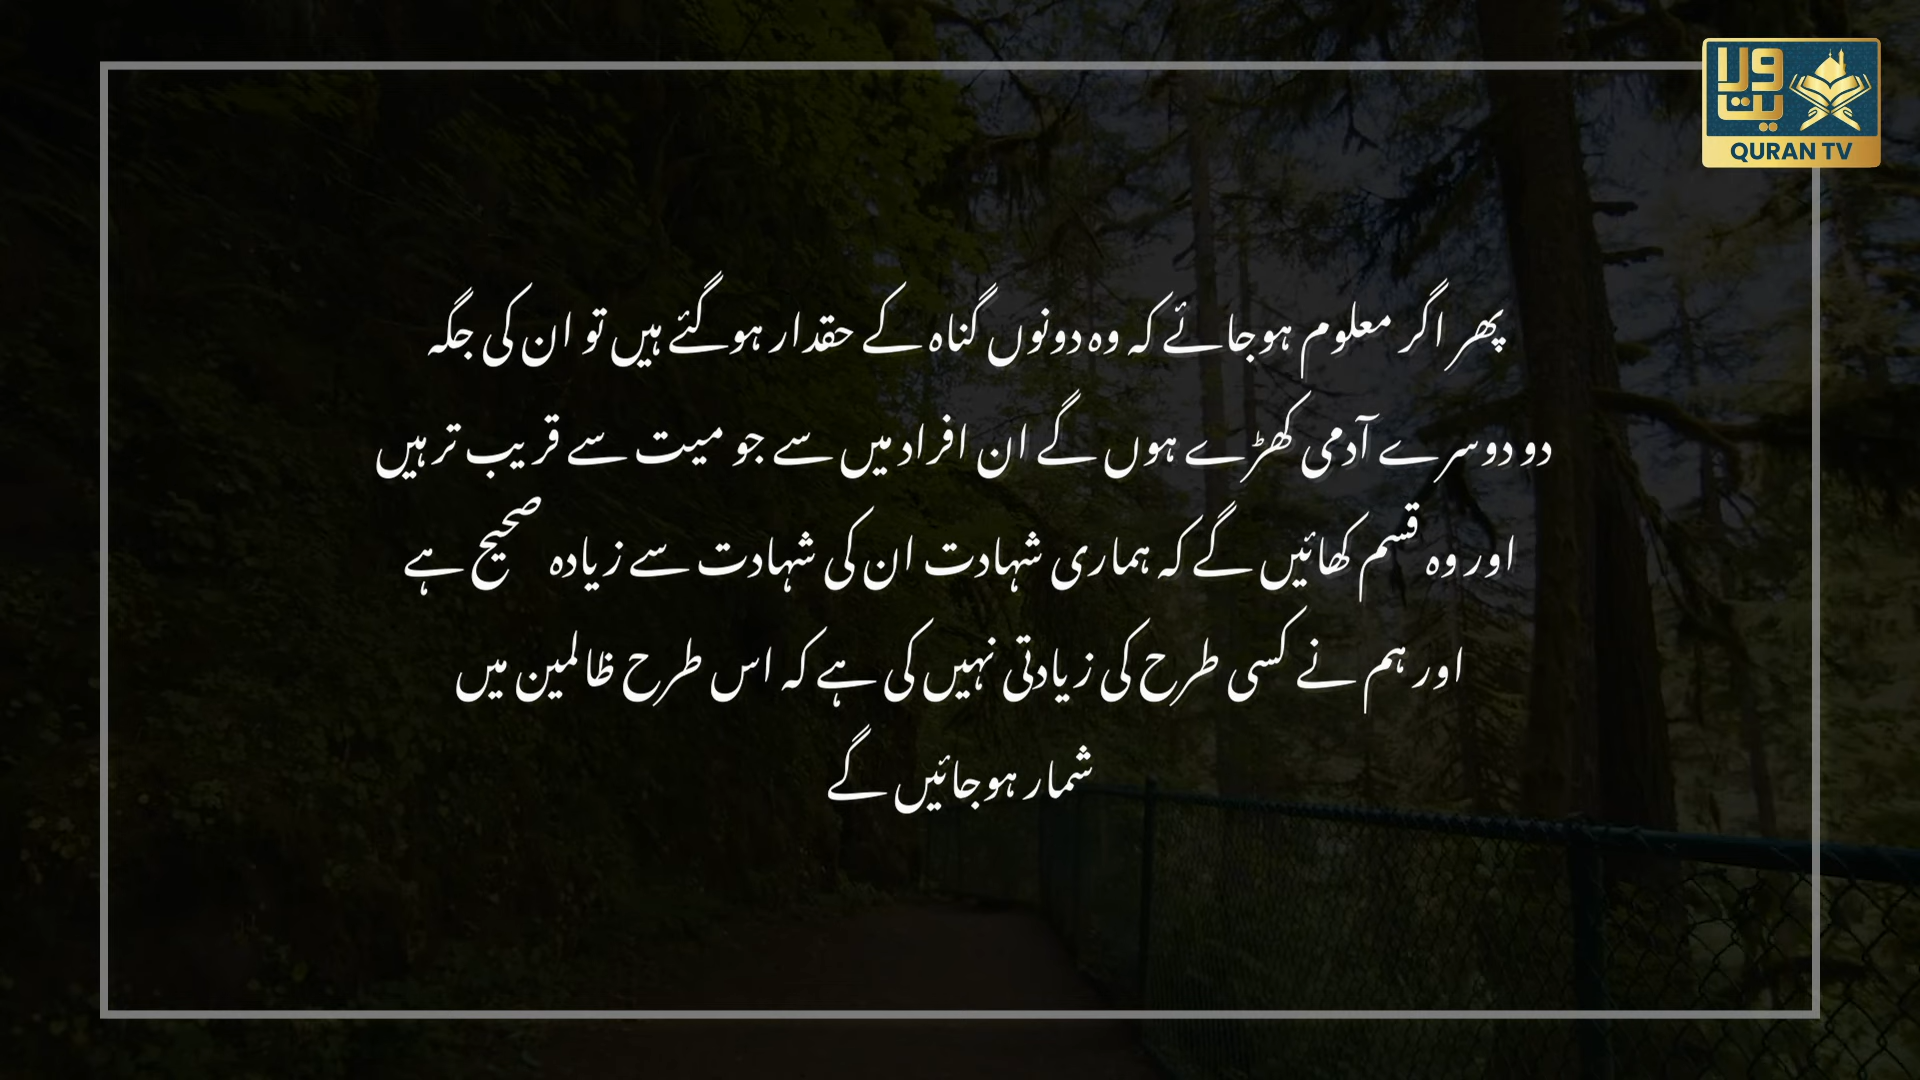 ولایت
QURAN TV
پھر اگر معلوم ہوجائے کہ وہ دونوں گناہ کے حقدار ہوگئے ہیں تو ان کی جگہ
دو دوسرے آدمی کھڑے ہوں گے ان افراد میں سے جو میت سے قریب تر ہیں
اور وہ قسم کھائیں گے کہ ہماری شہادت ان کی شہادت سے زیادہ صحیح ہے
اور ہم نے کسی طرح کی زیادتی نہیں کی ہے کہ اس طرح ظالمین میں
شمار ہوجائیں گے